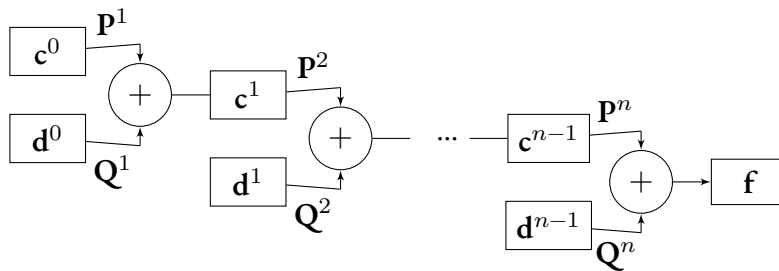 P¹
c⁰
+
d⁰
Q¹
P²
c¹
+
d¹
Q²
...
Pⁿ
cⁿ⁻¹
+
dⁿ⁻¹
Qⁿ
f